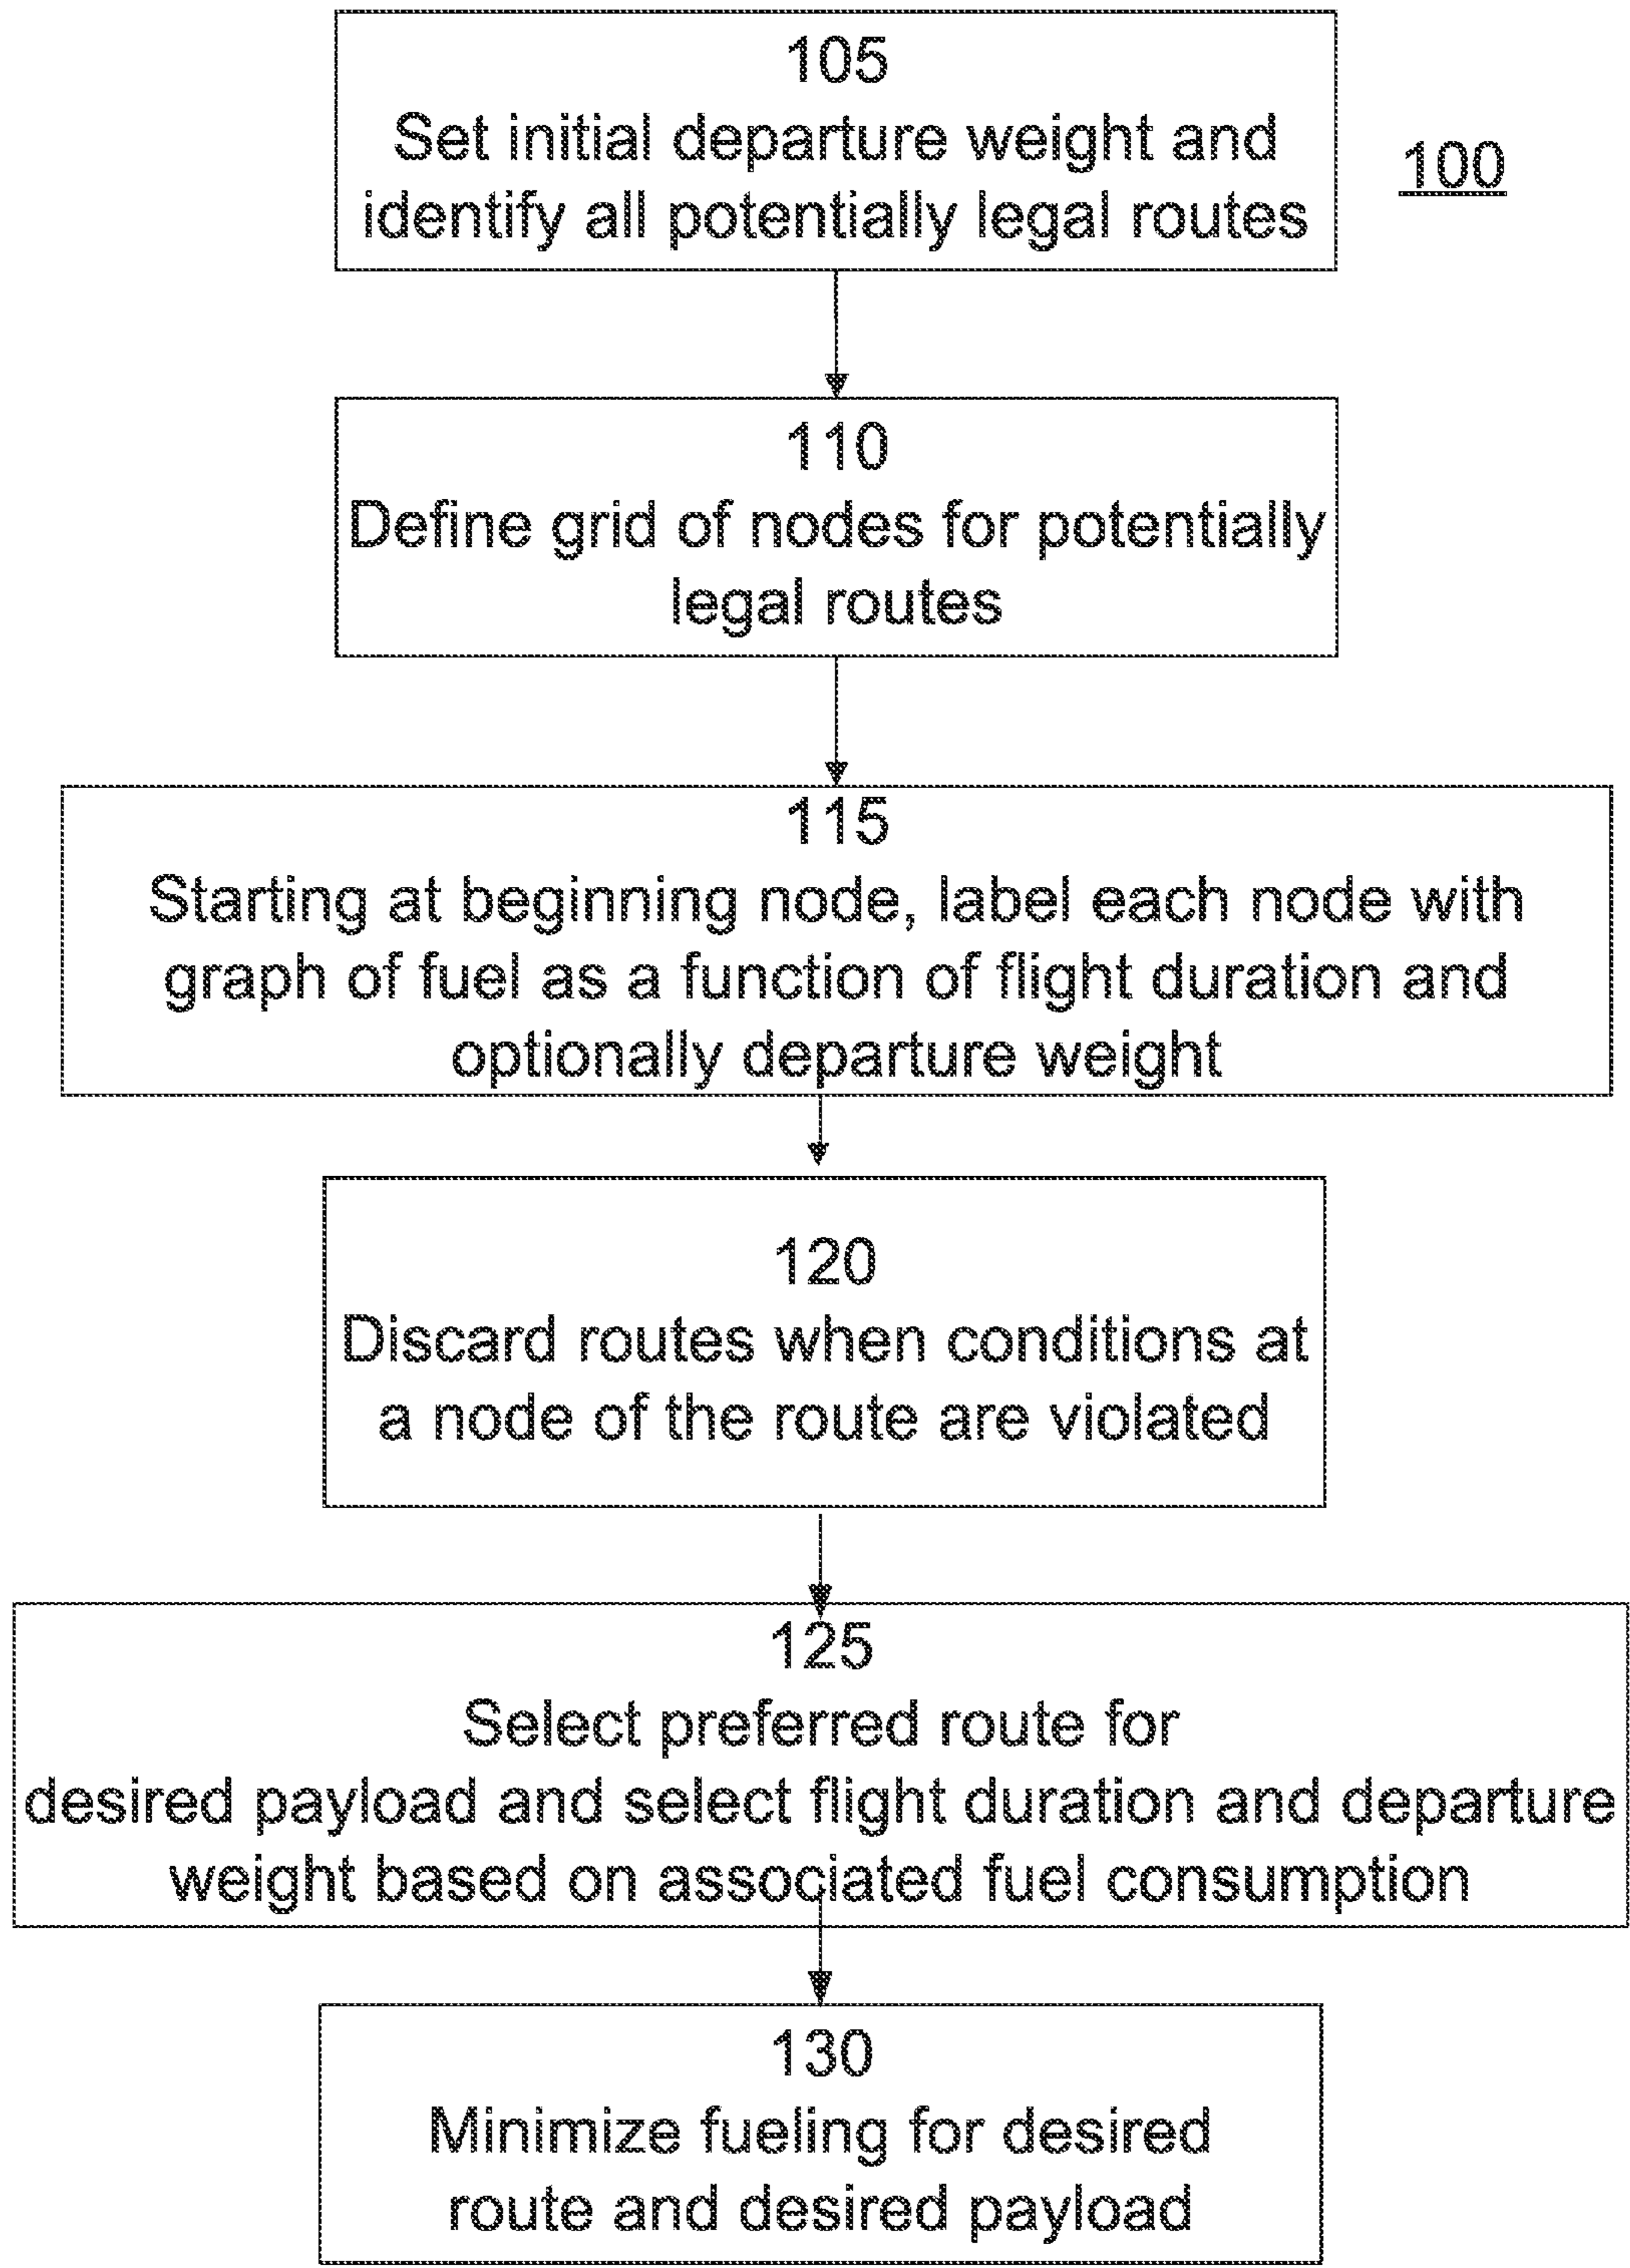 105
Set initial departure weight and
identify all potentially legal routes
100
110
Define grid of nodes for potentially
legal routes
115
Starting at beginning node, label each node with
graph of fuel as a function of flight duration and
optionally departure weight
120
Discard routes when conditions at
a node of the route are violated
125
Select preferred route for
desired payload and select flight duration and departure
weight based on associated fuel consumption
130
Minimize fueling for desired
route and desired payload